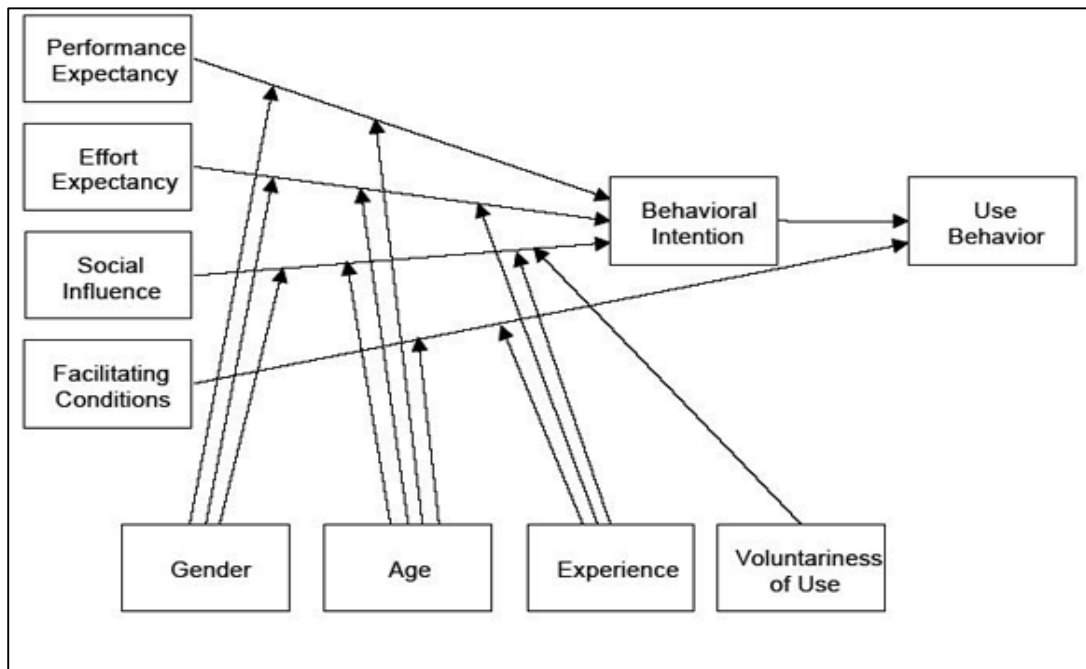 Performance
Expectancy
Effort
Expectancy
Social
Influence
Facilitating
Conditions
Behavioral
Intention
Use
Behavior
Gender
Age
Experience
Voluntariness
of Use